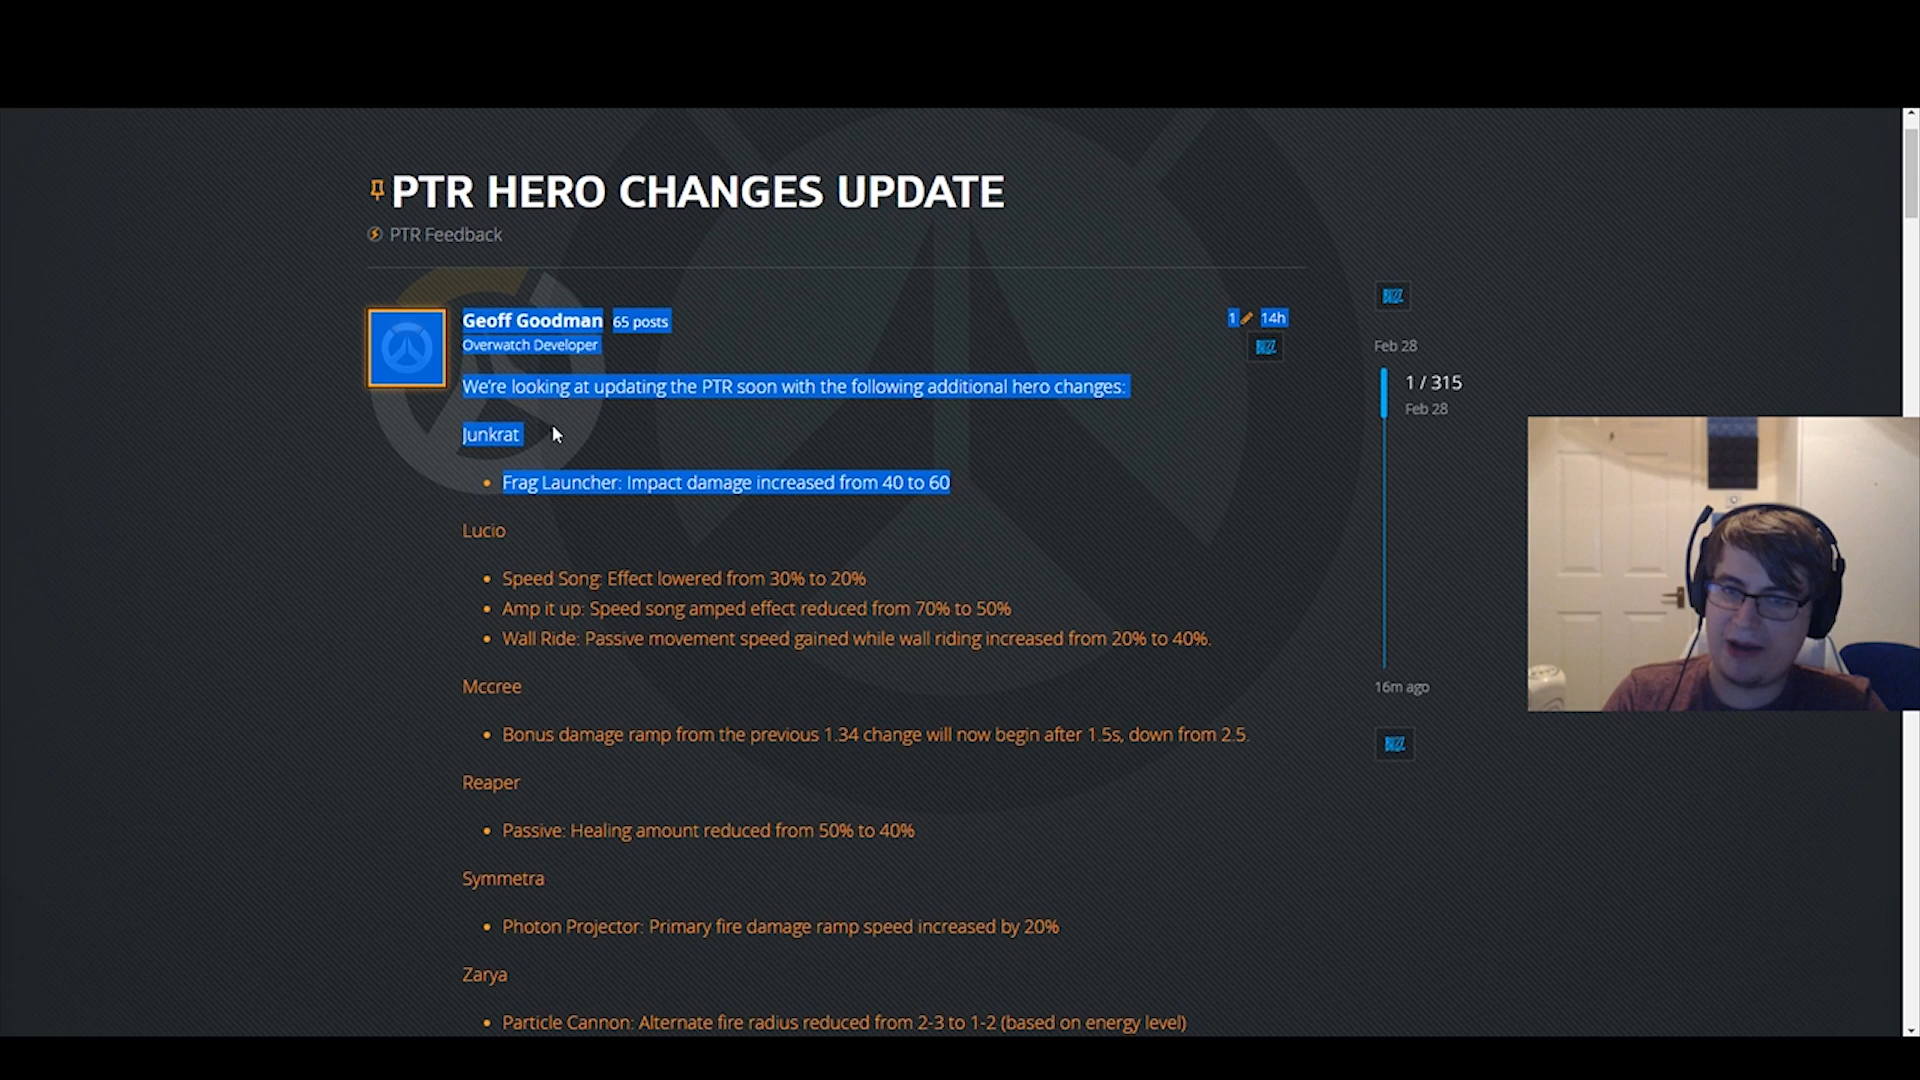 PTR HERO CHANGES UPDATE
PTR Feedback
Geoff Goodman 65 posts 1 14h
Overwatch Developer BLIZZ
We're looking at updating the PTR soon with the following additional hero changes:
Junkrat
Frag Launcher: Impact damage increased from 40 to 60
Lucio
Speed Song: Effect lowered from 30% to 20%
Amp it up: Speed song amped effect reduced from 70% to 50%
Wall Ride: Passive movement speed gained while wall riding increased from 20% to 40%.
Mccree
Bonus damage ramp from the previous 1.34 change will now begin after 1.5s, down from 2.5.
Reaper
Passive: Healing amount reduced from 50% to 40%
Symmetra
Photon Projector: Primary fire damage ramp speed increased by 20%
Zarya
Particle Cannon: Alternate fire radius reduced from 2-3 to 1-2 (based on energy level)
BLIZZ
Feb 28
1 / 315
Feb 28
16m ago
BLIZZ